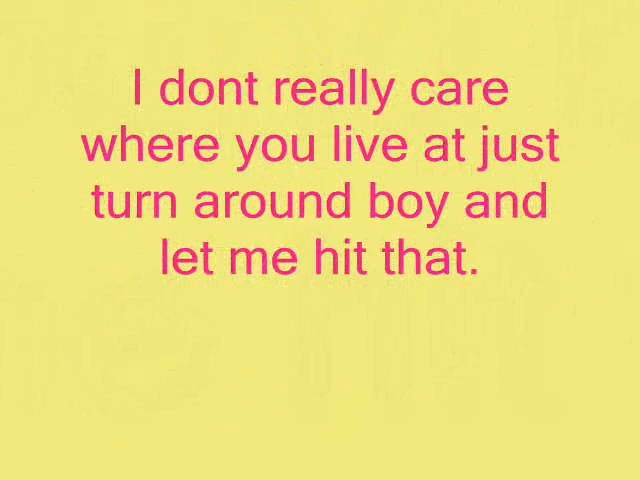 I dont really care
where you live at just
turn around boy and
let me hit that.